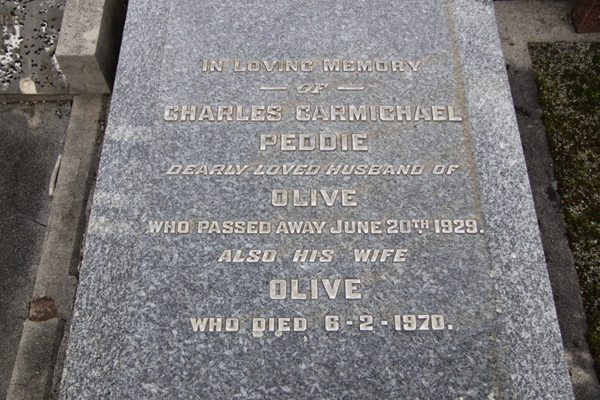 IN LOVING MEMORY
— OF —
CHARLES CARMICHAEL
PEDDIE
DEARLY LOVED HUSBAND OF
OLIVE
WHO PASSED AWAY JUNE 20TH 1929.
ALSO HIS WIFE
OLIVE
WHO DIED 6-2-1970.